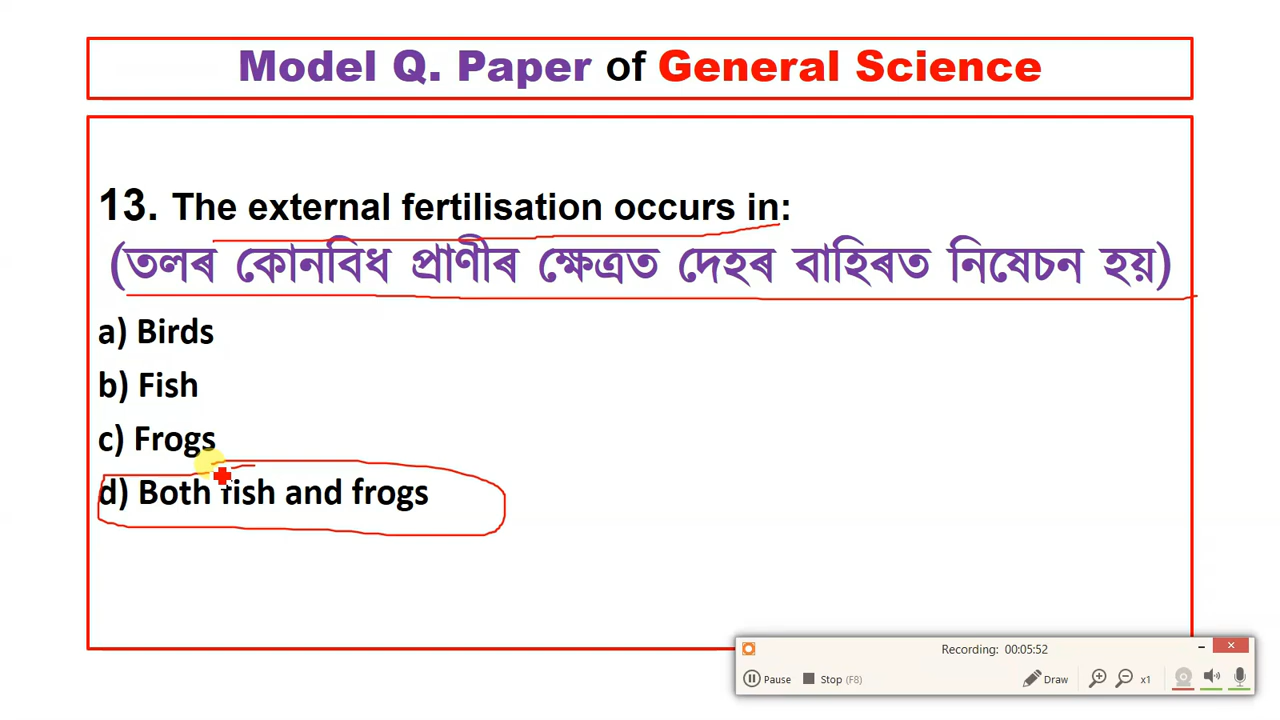 Model Q. Paper of General Science
13. The external fertilisation occurs in:
(তলৰ কোনবিধ প্ৰাণীৰ ক্ষেত্ৰত দেহৰ বাহিৰত নিষেচন হয়)
a) Birds
b) Fish
c) Frogs
d) Both fish and frogs
Recording: 00:05:52
Pause Stop (F8) Draw x1